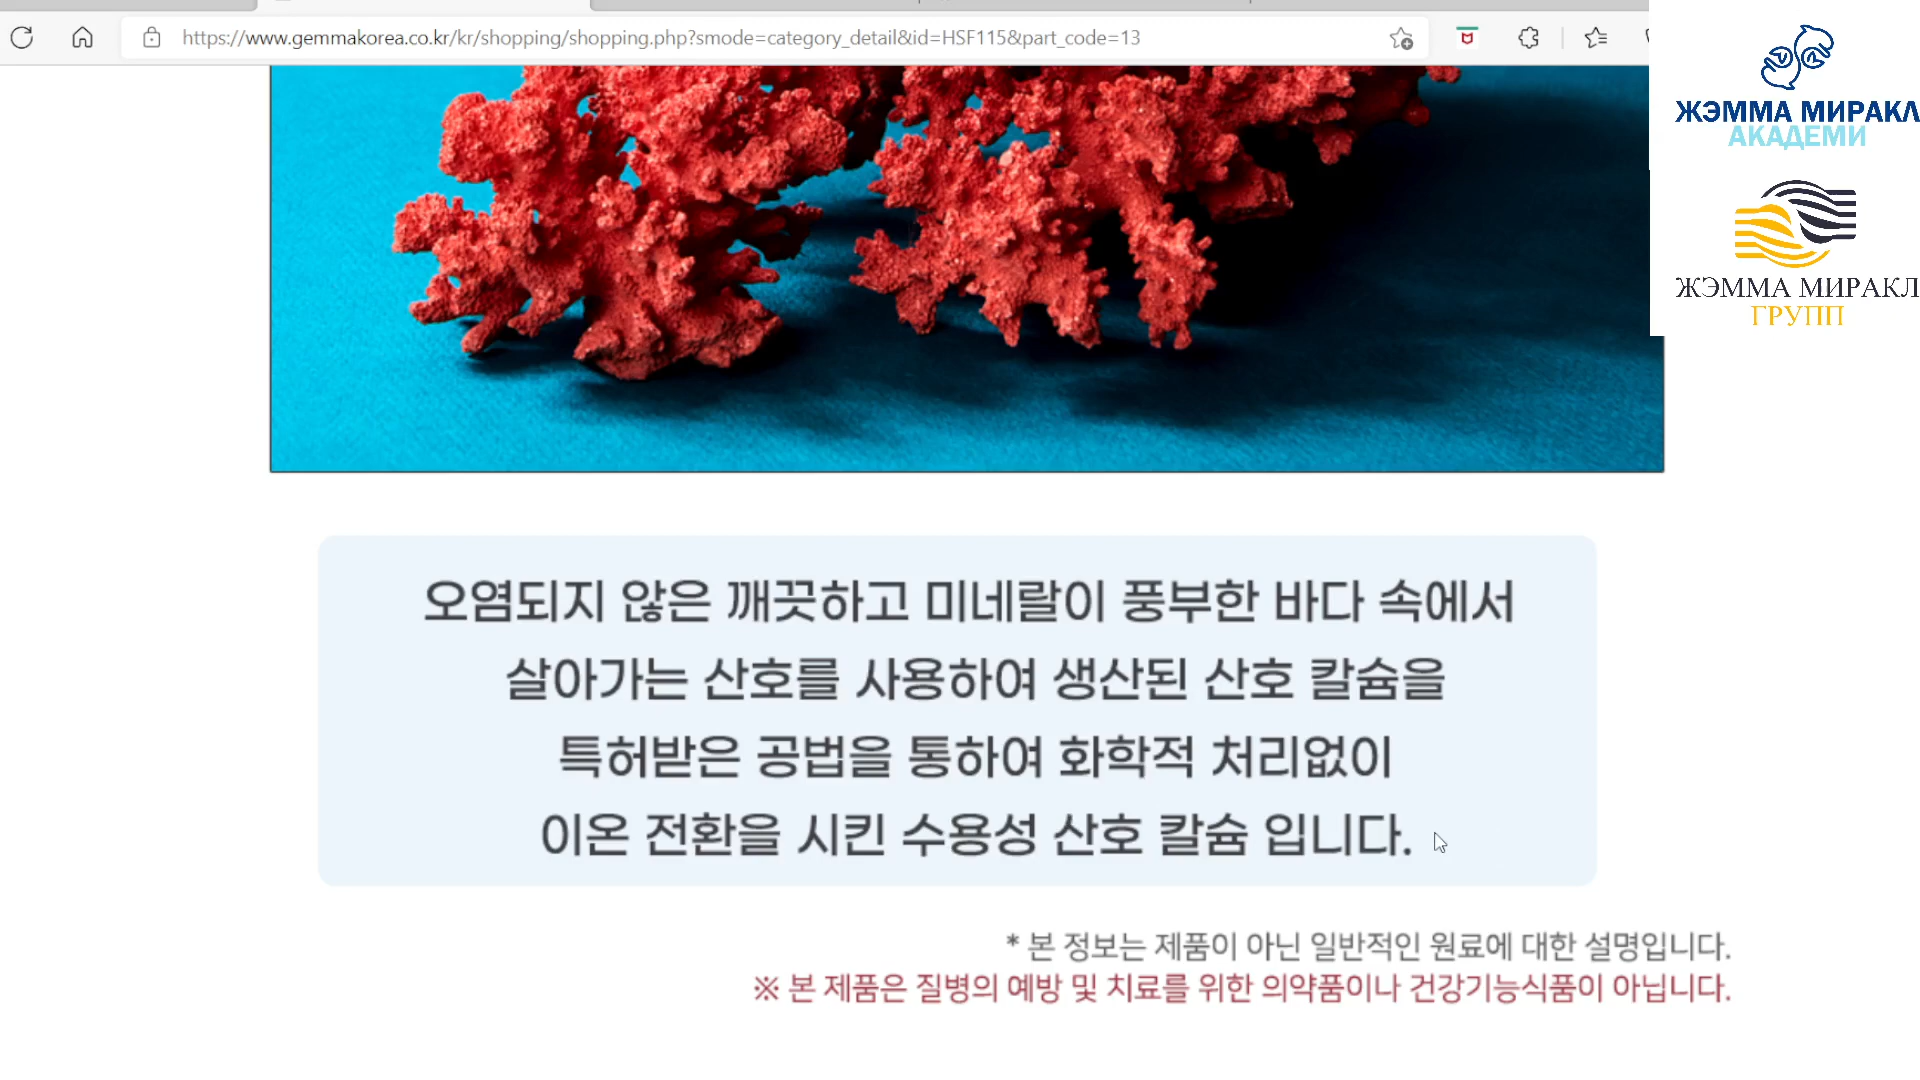 https://www.gemmakorea.co.kr/kr/shopping/shopping.php?smode=category_detail&id=HSF115&part_code=13
ЖЭММА МИРАКЛ
АКАДЕМИ
ЖЭММА МИРАКЛ
ГРУПП
오염되지 않은 깨끗하고 미네랄이 풍부한 바다 속에서
살아가는 산호를 사용하여 생산된 산호 칼슘을
특허받은 공법을 통하여 화학적 처리없이
이온 전환을 시킨 수용성 산호 칼슘 입니다.
* 본 정보는 제품이 아닌 일반적인 원료에 대한 설명입니다.
※ 본 제품은 질병의 예방 및 치료를 위한 의약품이나 건강기능식품이 아닙니다.